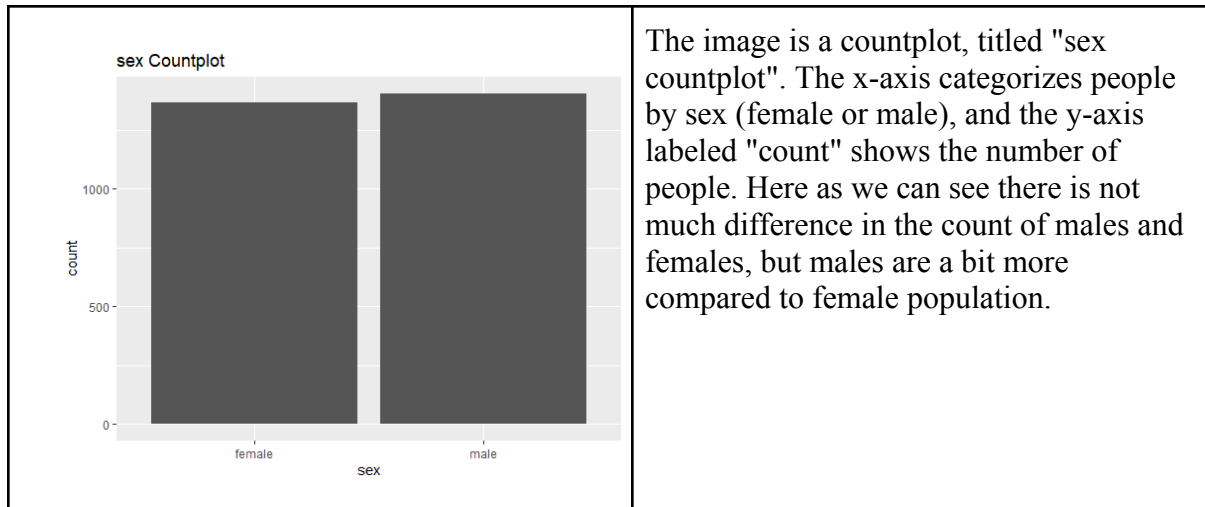 sex Countplot
1000
500
0
count
female male
sex
The image is a countplot, titled "sex
countplot". The x-axis categorizes people
by sex (female or male), and the y-axis
labeled "count" shows the number of
people. Here as we can see there is not
much difference in the count of males and
females, but males are a bit more
compared to female population.